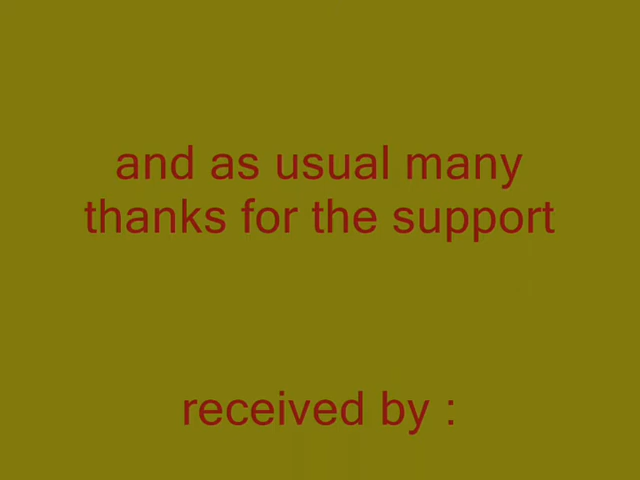 and as usual many
thanks for the support
received by :